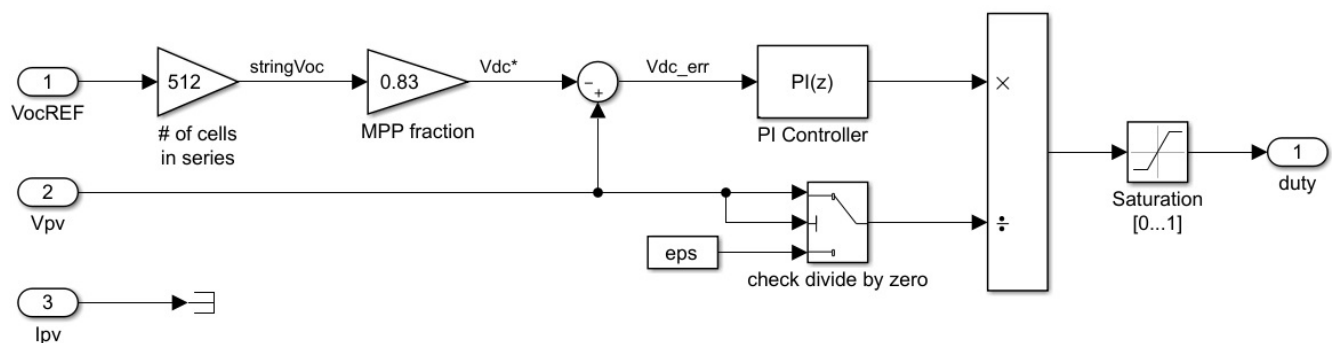 1
VocREF
512
# of cells
in series
stringVoc
0.83
MPP fraction
Vdc*
−
+
Vdc_err
PI(z)
PI Controller
×
÷
2
Vpv
eps
check divide by zero
Saturation
[0...1]
1
duty
3
Ipv